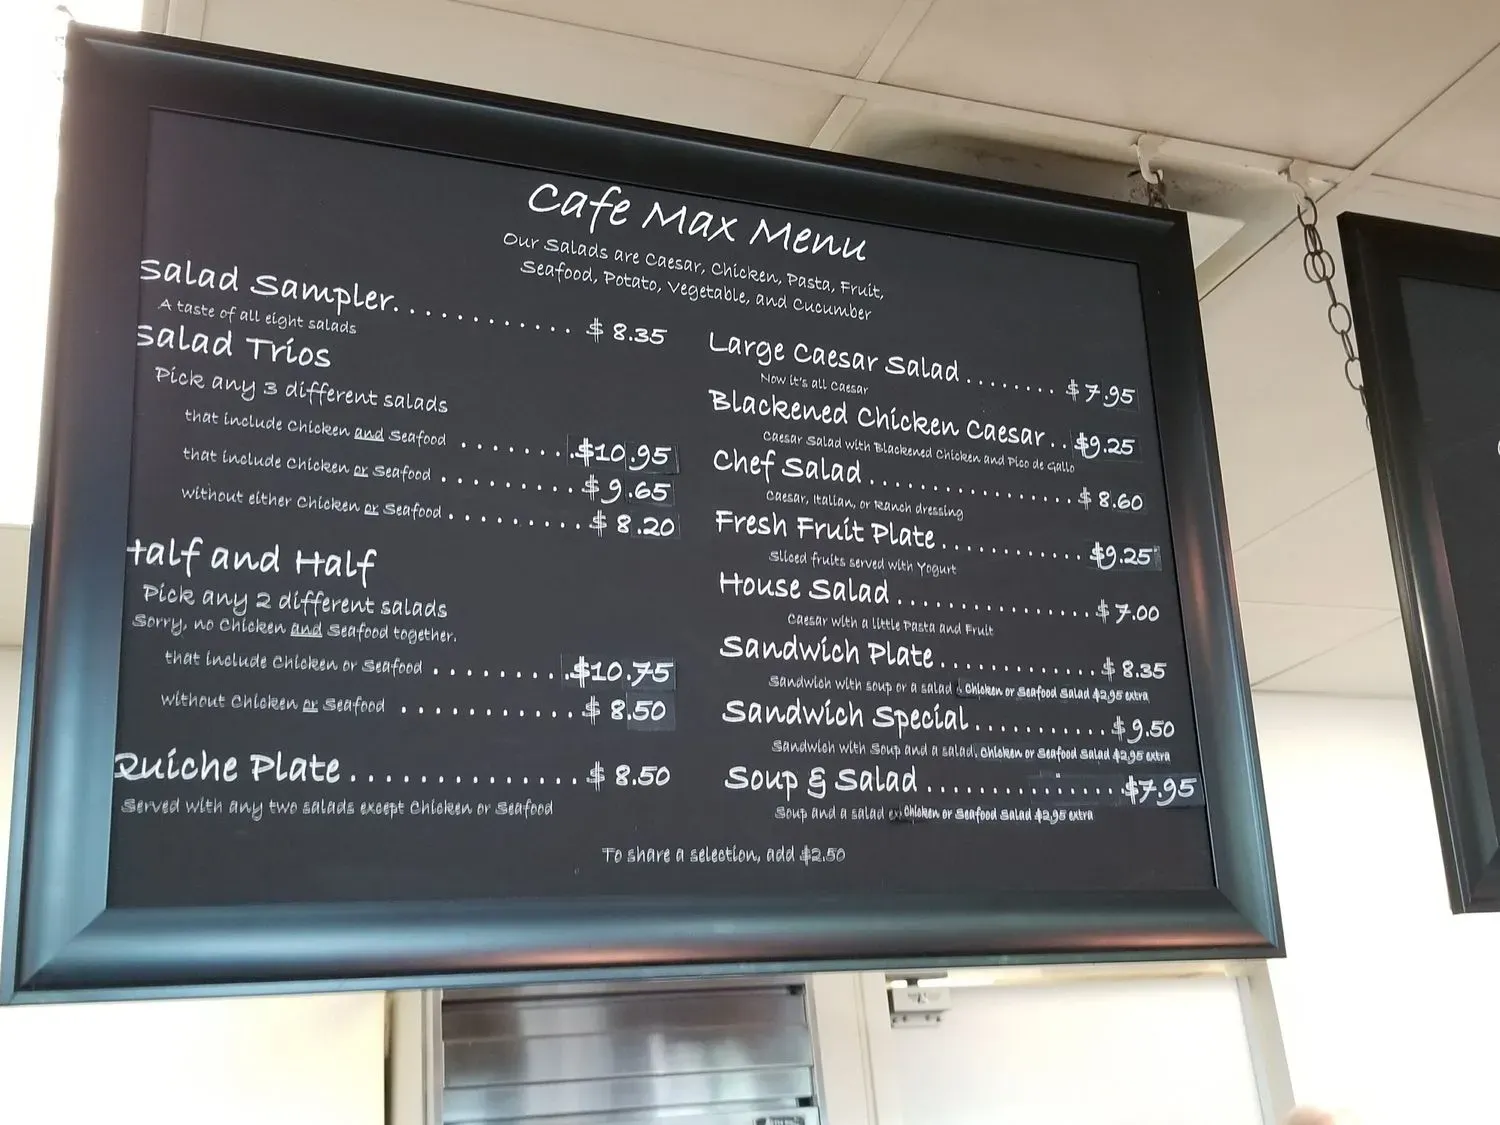 Cafe Max Menu
Our Salads are Caesar, Chicken, Pasta, Fruit,
Seafood, Potato, Vegetable, and Cucumber
Salad Sampler............ $ 8.35
A taste of all eight salads
Salad Trios
Pick any 3 different salads
that include Chicken and Seafood ........$10.95
that include Chicken or Seafood .........$ 9.65
without either Chicken or Seafood ..........$ 8.20
Half and Half
Pick any 2 different salads
Sorry, no Chicken and Seafood together.
that include Chicken or Seafood ..........$10.75
without Chicken or Seafood ............$ 8.50
Quiche Plate.................$ 8.50
Served with any two salads except Chicken or Seafood
Large Caesar Salad........ $ 7.95
Now it's all Caesar
Blackened Chicken Caesar..$9.25
Caesar Salad with Blackened Chicken and Pico de Gallo
Chef Salad.................$ 8.60
Caesar, Italian, or Ranch dressing
Fresh Fruit Plate............$9.25
Sliced fruits served with Yogurt
House Salad................$ 7.00
Caesar with a little Pasta and Fruit
Sandwich Plate.............$ 8.35
Sandwich with soup or a salad. Chicken or Seafood Salad $2.95 extra
Sandwich Special...........$ 9.50
Sandwich with Soup and a salad. Chicken or Seafood Salad $2.95 extra
Soup & Salad ................$7.95
Soup and a salad Chicken or Seafood Salad $2.95 extra
To share a selection, add $2.50